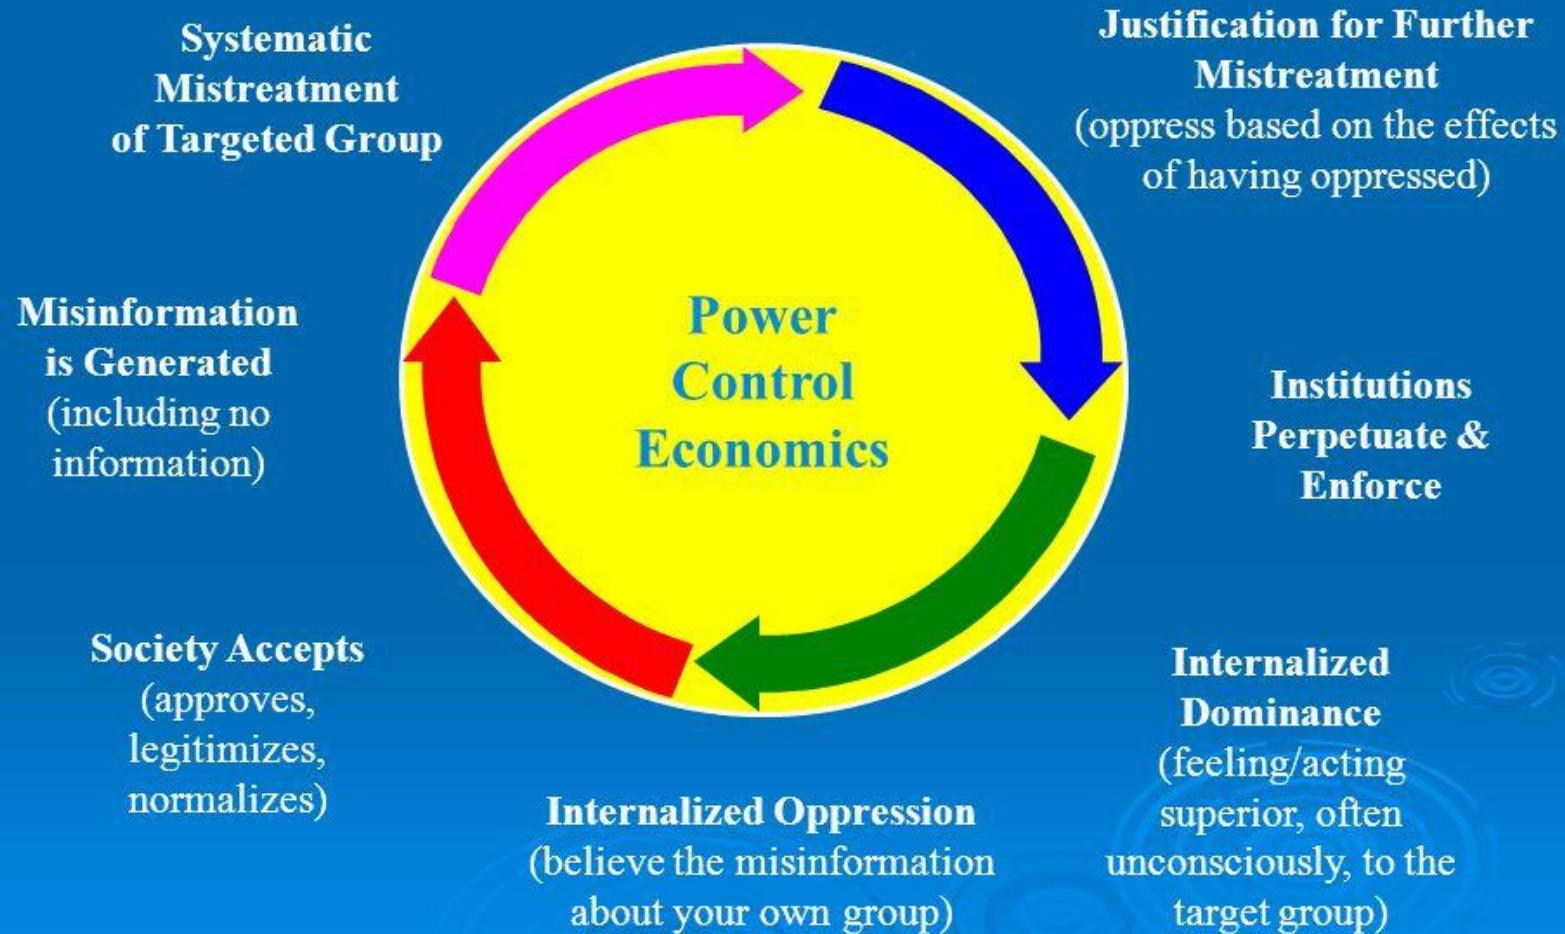 Systematic
Mistreatment
of Targeted Group
Justification for Further
Mistreatment
(oppress based on the effects
of having oppressed)
Institutions
Perpetuate &
Enforce
Internalized
Dominance
(feeling/acting
superior, often
unconsciously, to the
target group)
Internalized Oppression
(believe the misinformation
about your own group)
Society Accepts
(approves,
legitimizes,
normalizes)
Misinformation
is Generated
(including no
information)
Power
Control
Economics